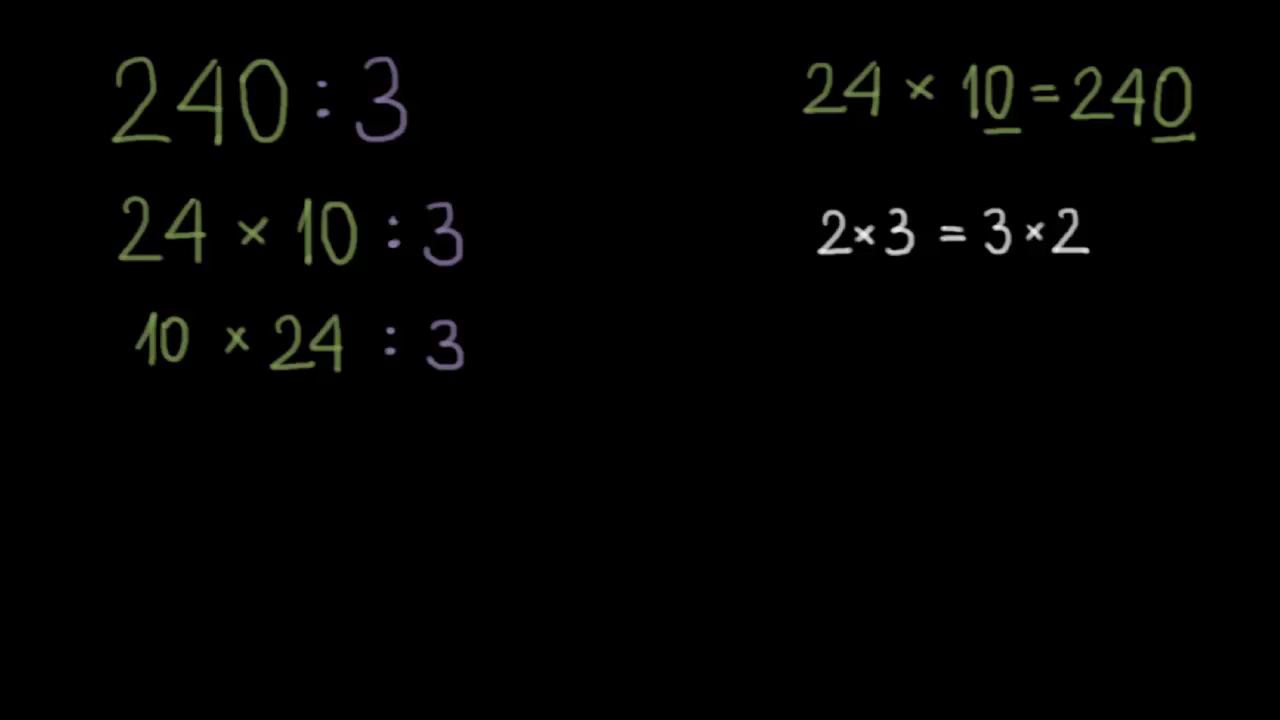 240 : 3
24 × 10 : 3
10 × 24 : 3
24 × 10 = 240
2 × 3 = 3 × 2